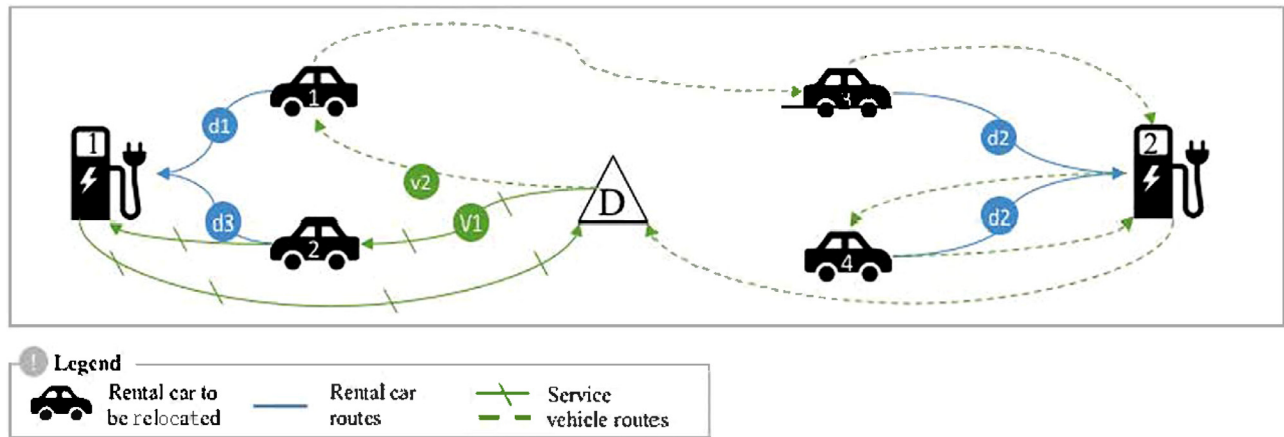 1
d1
1
v2
d3
2
V1
D
3
d2
2
d2
4
! Legend
Rental car to
be relocated
Rental car
routes
Service
vehicle routes